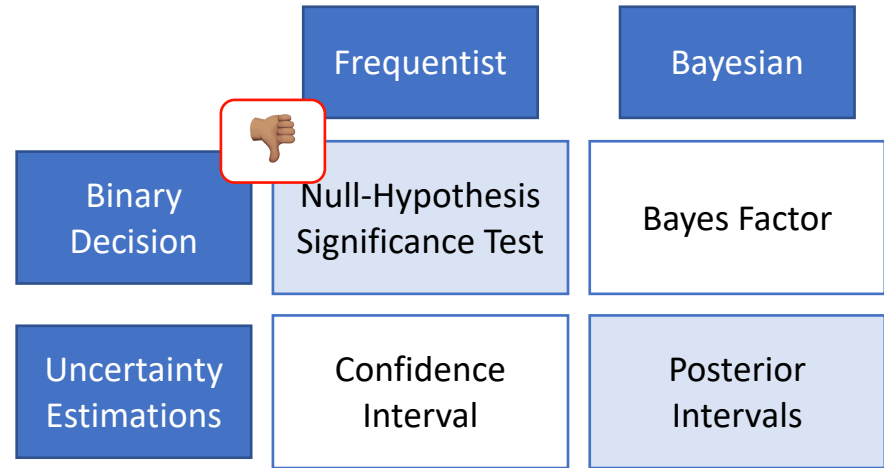 Frequentist
Bayesian
Binary
Decision
Null-Hypothesis
Significance Test
Bayes Factor
Uncertainty
Estimations
Confidence
Interval
Posterior
Intervals